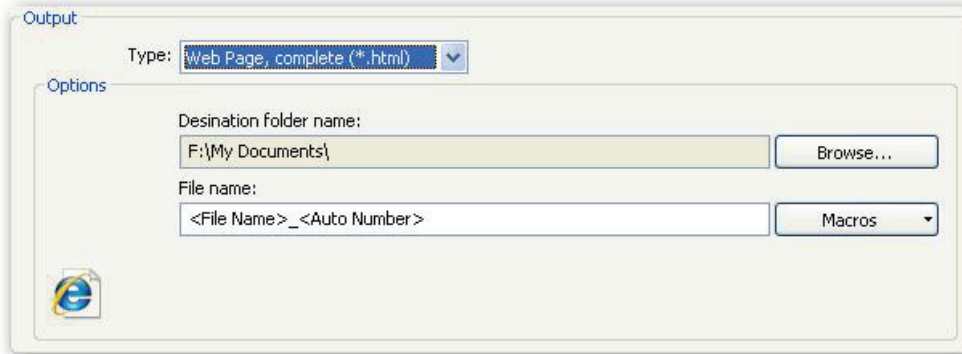 Output
Type: Web Page, complete (*.html)
Options
Desination folder name:
F:\My Documents\ Browse...
File name:
<File Name>_<Auto Number> Macros